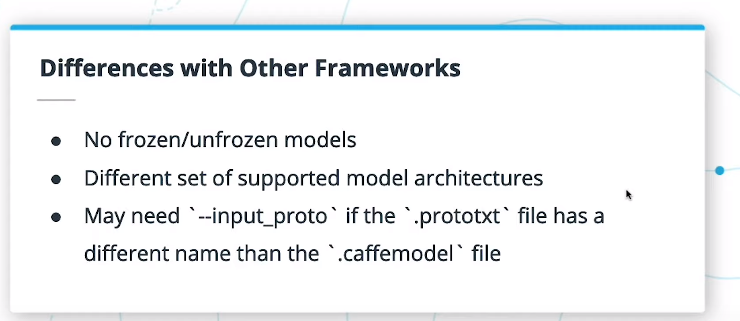 Differences with Other Frameworks
● No frozen/unfrozen models
● Different set of supported model architectures
● May need `--input_proto` if the `.prototxt` file has a
different name than the `.caffemodel` file